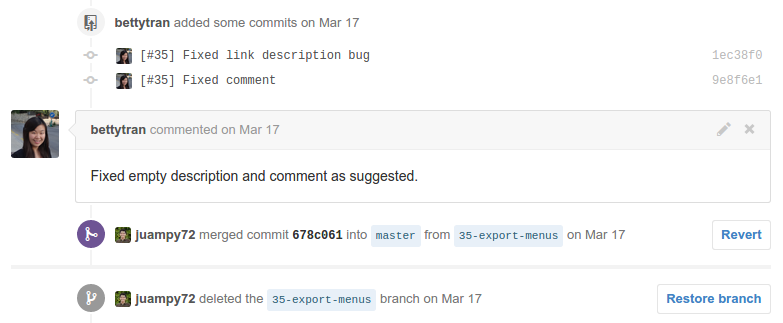 bettytran added some commits on Mar 17
[#35] Fixed link description bug 1ec38f0
[#35] Fixed comment 9e8f6e1
bettytran commented on Mar 17
Fixed empty description and comment as suggested.
juampy72 merged commit 678c061 into master from 35-export-menus on Mar 17 Revert
juampy72 deleted the 35-export-menus branch on Mar 17 Restore branch